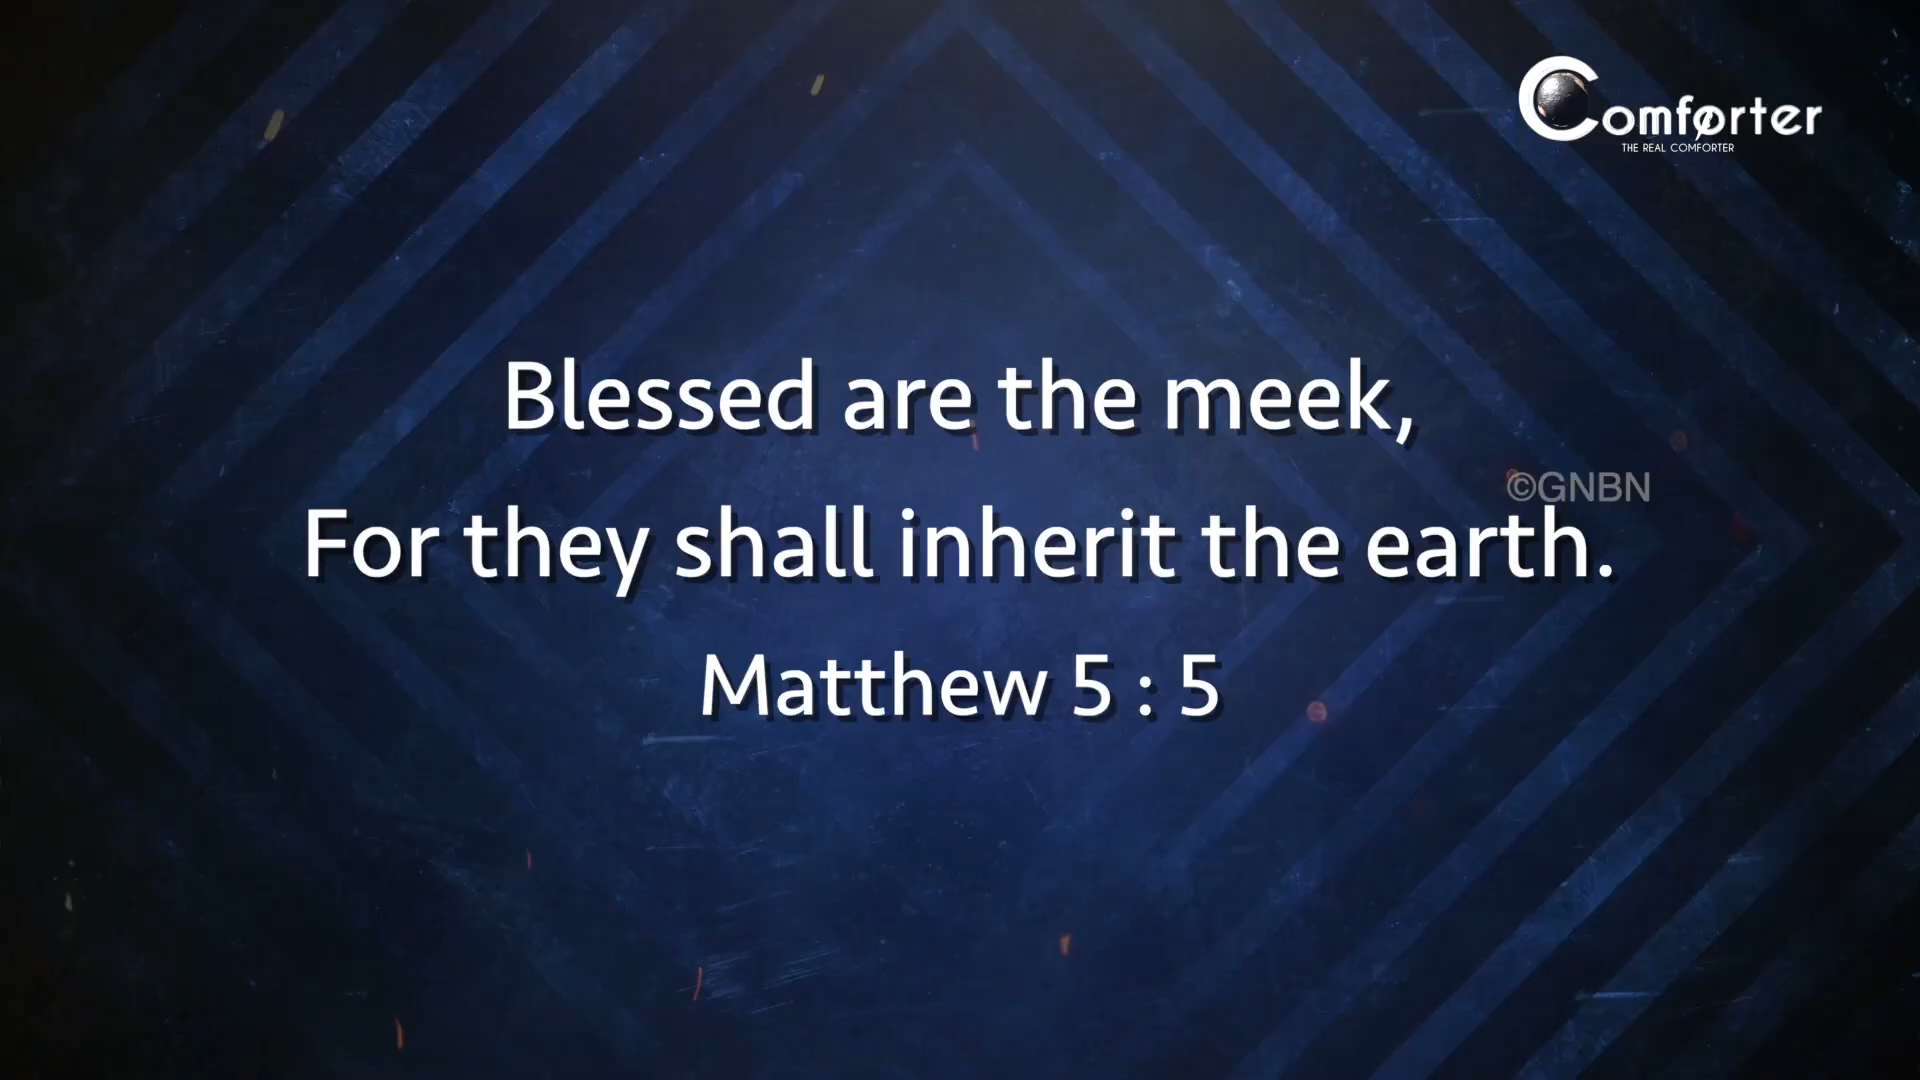 Comforter
THE REAL COMFORTER
Blessed are the meek,
©GNBN
For they shall inherit the earth.
Matthew 5 : 5